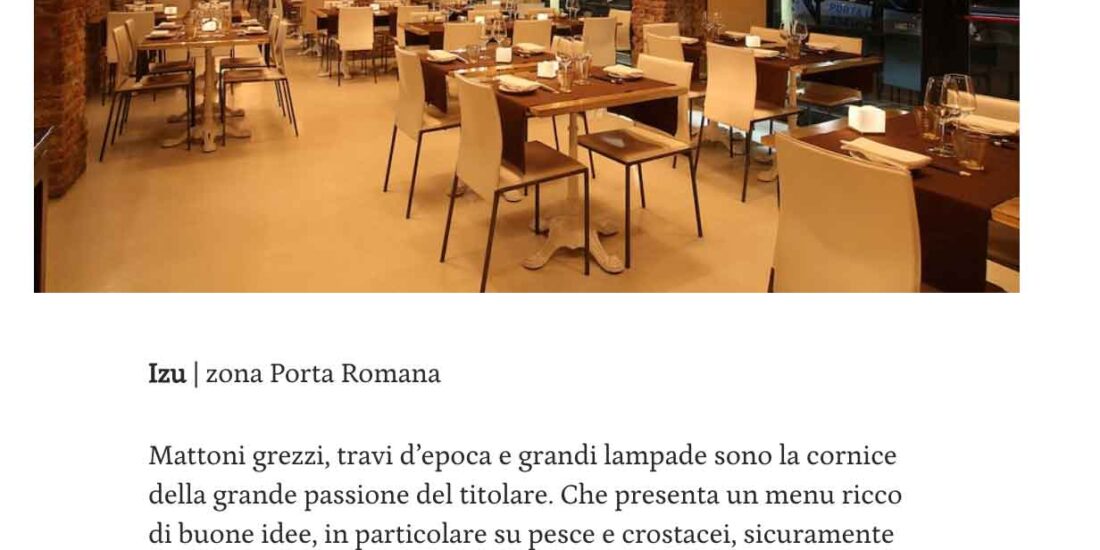 PORTA
Izu | zona Porta Romana
Mattoni grezzi, travi d’epoca e grandi lampade sono la cornice
della grande passione del titolare. Che presenta un menu ricco
di buone idee, in particolare su pesce e crostacei, sicuramente